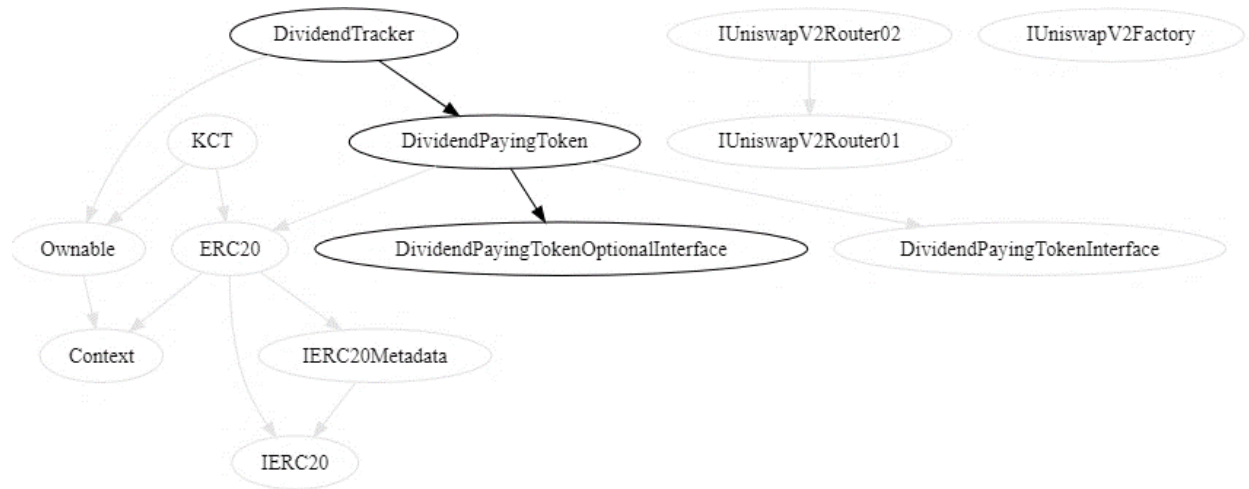 DividendTracker
IUniswapV2Router02
IUniswapV2Factory
KCT
DividendPayingToken
IUniswapV2Router01
Ownable
ERC20
DividendPayingTokenOptionalInterface
DividendPayingTokenInterface
Context
IERC20Metadata
IERC20